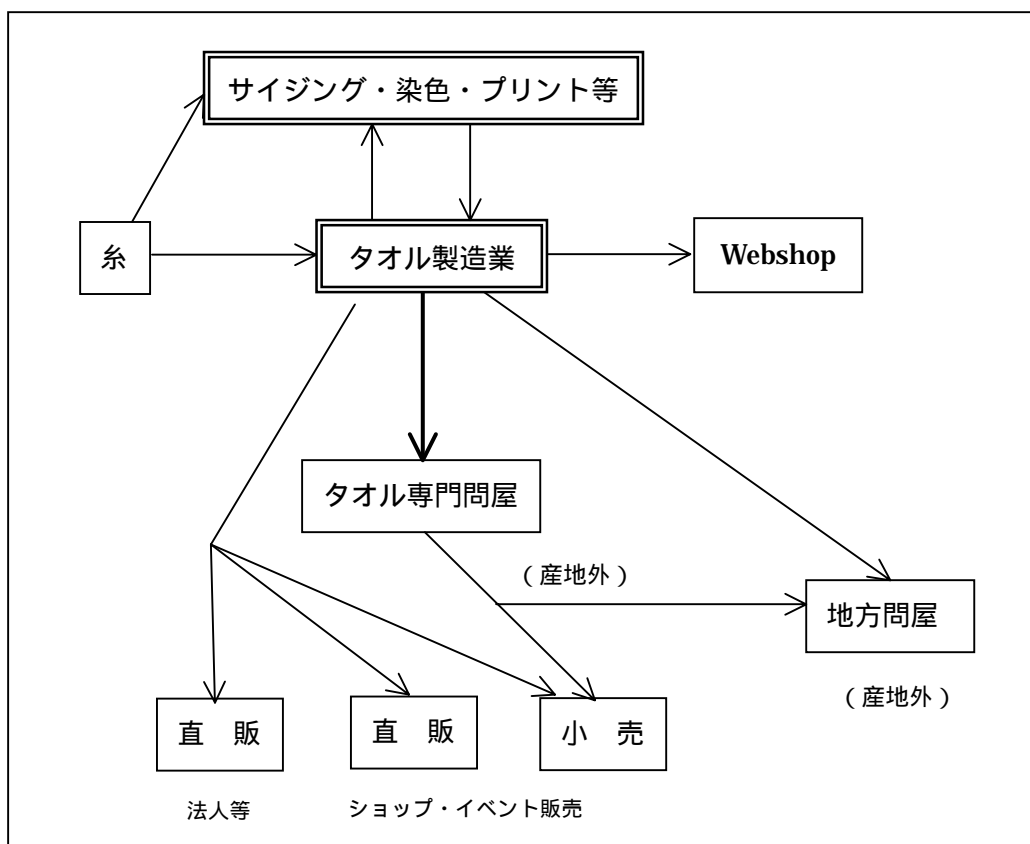 サイジング・染色・プリント等
糸
タオル製造業
Webshop
タオル専門問屋
(産地外)
地方問屋
(産地外)
直　販
直　販
小　売
法人等
ショップ・イベント販売